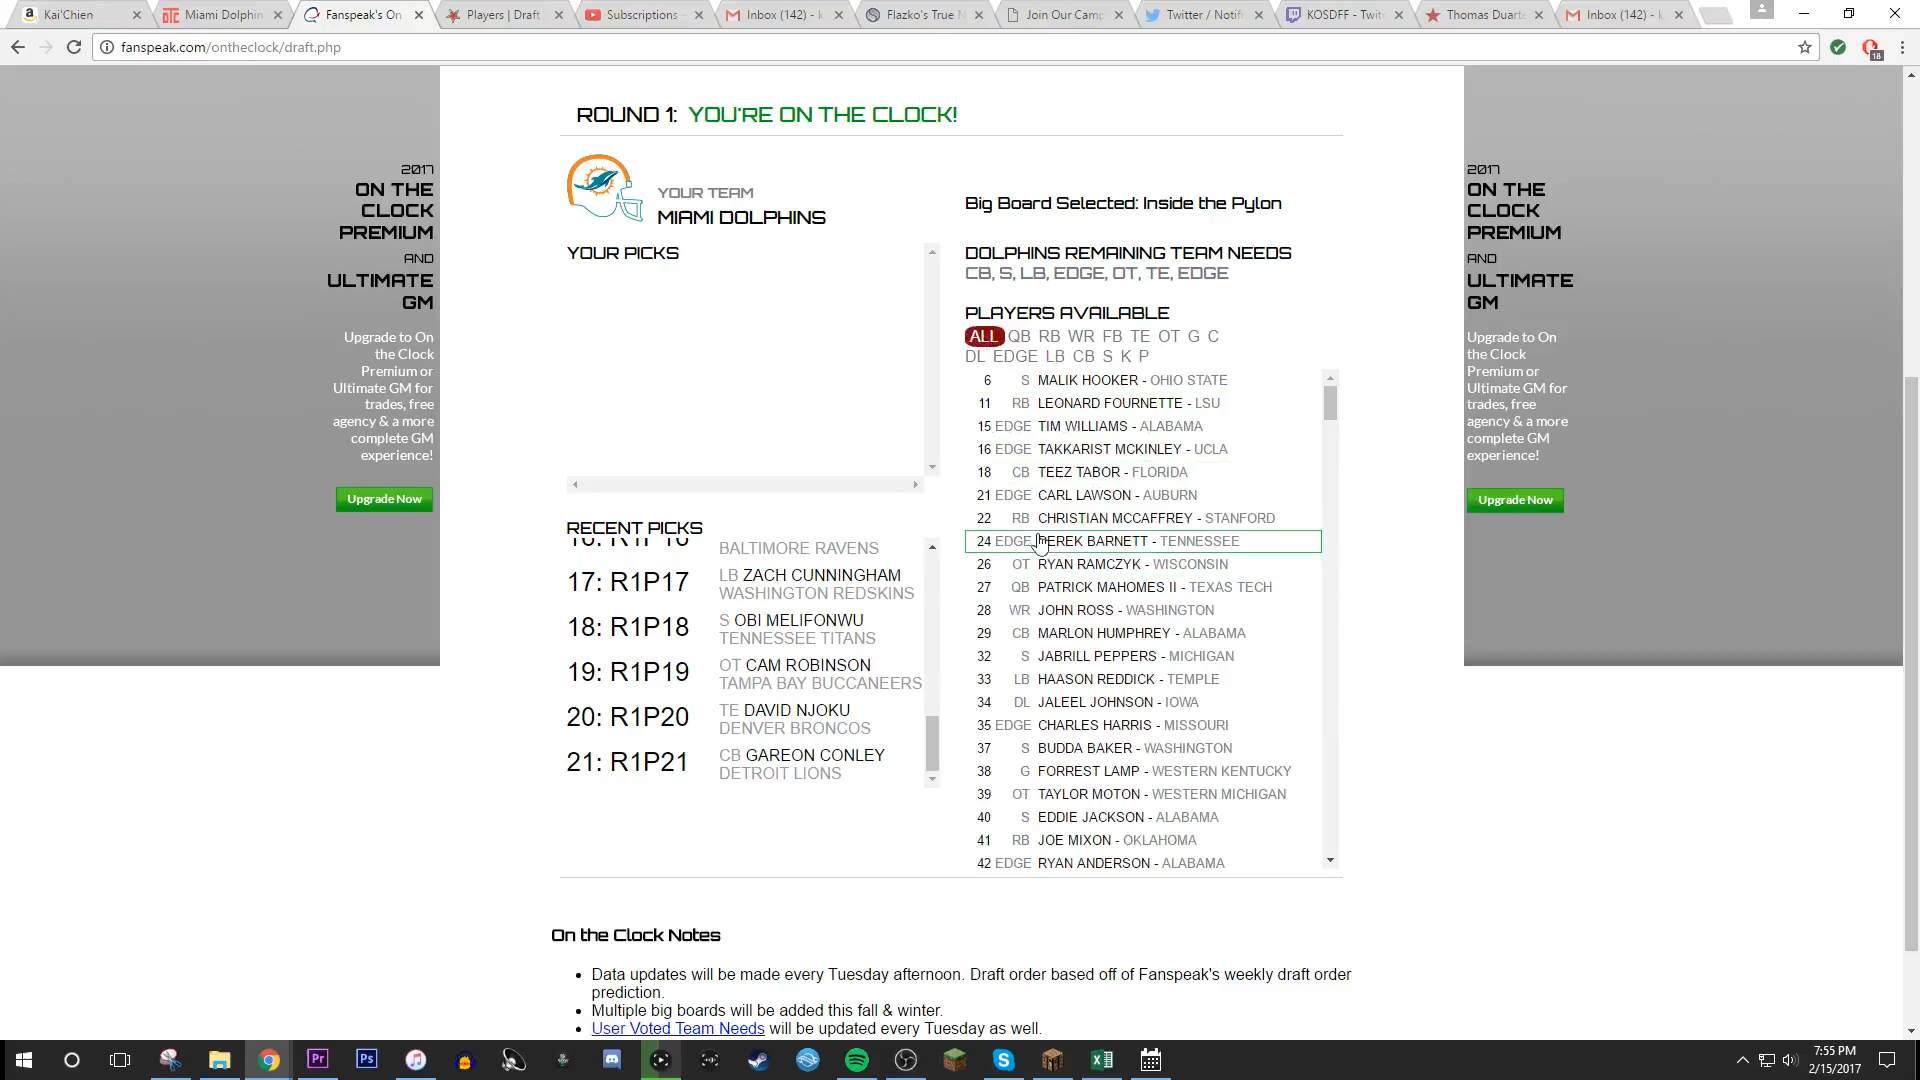 Kai'Chien
Miami Dolphin
Fanspeak's On
Players | Draft
Subscriptions -
Inbox (142) - k
Flazko's True N
Join Our Camp
Twitter / Notifi
KOSDFF - Twit
Thomas Duarte
Inbox (142) - k
fanspeak.com/ontheclock/draft.php
18
2017
ON THE
CLOCK
PREMIUM
AND
ULTIMATE
GM
Upgrade to On
the Clock
Premium or
Ultimate GM for
trades, free
agency & a more
complete GM
experience!
Upgrade Now
ROUND 1: YOU'RE ON THE CLOCK!
YOUR TEAM
MIAMI DOLPHINS
YOUR PICKS
RECENT PICKS
BALTIMORE RAVENS
17: R1P17 LB ZACH CUNNINGHAM
WASHINGTON REDSKINS
18: R1P18 S OBI MELIFONWU
TENNESSEE TITANS
19: R1P19 OT CAM ROBINSON
TAMPA BAY BUCCANEERS
20: R1P20 TE DAVID NJOKU
DENVER BRONCOS
21: R1P21 CB GAREON CONLEY
DETROIT LIONS
Big Board Selected: Inside the Pylon
DOLPHINS REMAINING TEAM NEEDS
CB, S, LB, EDGE, OT, TE, EDGE
PLAYERS AVAILABLE
ALL QB RB WR FB TE OT G C
DL EDGE LB CB S K P
6 S MALIK HOOKER - OHIO STATE
11 RB LEONARD FOURNETTE - LSU
15 EDGE TIM WILLIAMS - ALABAMA
16 EDGE TAKKARIST MCKINLEY - UCLA
18 CB TEEZ TABOR - FLORIDA
21 EDGE CARL LAWSON - AUBURN
22 RB CHRISTIAN MCCAFFREY - STANFORD
24 EDGE DEREK BARNETT - TENNESSEE
26 OT RYAN RAMCZYK - WISCONSIN
27 QB PATRICK MAHOMES II - TEXAS TECH
28 WR JOHN ROSS - WASHINGTON
29 CB MARLON HUMPHREY - ALABAMA
32 S JABRILL PEPPERS - MICHIGAN
33 LB HAASON REDDICK - TEMPLE
34 DL JALEEL JOHNSON - IOWA
35 EDGE CHARLES HARRIS - MISSOURI
37 S BUDDA BAKER - WASHINGTON
38 G FORREST LAMP - WESTERN KENTUCKY
39 OT TAYLOR MOTON - WESTERN MICHIGAN
40 S EDDIE JACKSON - ALABAMA
41 RB JOE MIXON - OKLAHOMA
42 EDGE RYAN ANDERSON - ALABAMA
2017
ON THE
CLOCK
PREMIUM
AND
ULTIMATE
GM
Upgrade to On
the Clock
Premium or
Ultimate GM for
trades, free
agency & a more
complete GM
experience!
Upgrade Now
On the Clock Notes
• Data updates will be made every Tuesday afternoon. Draft order based off of Fanspeak's weekly draft order
prediction.
• Multiple big boards will be added this fall & winter.
• User Voted Team Needs will be updated every Tuesday as well.
Pr
Ps
7:55 PM
2/15/2017